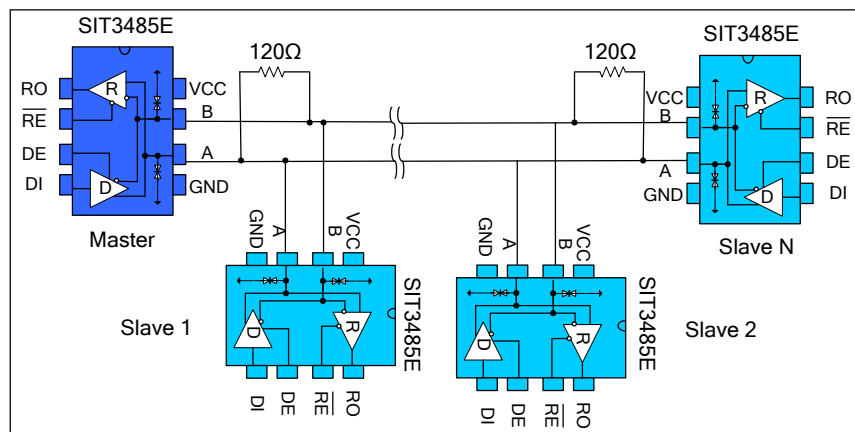 SIT3485E
SIT3485E
120Ω
120Ω
RO
R
VCC
RE
B
DE
A
DI
D
GND
Master
VCC
R
RO
B
RE
A
DE
GND
D
DI
Slave N
GND
A
B
VCC
D
R
SIT3485E
Slave 1
DI
DE
RE
RO
GND
A
B
VCC
D
R
SIT3485E
Slave 2
DI
DE
RE
RO